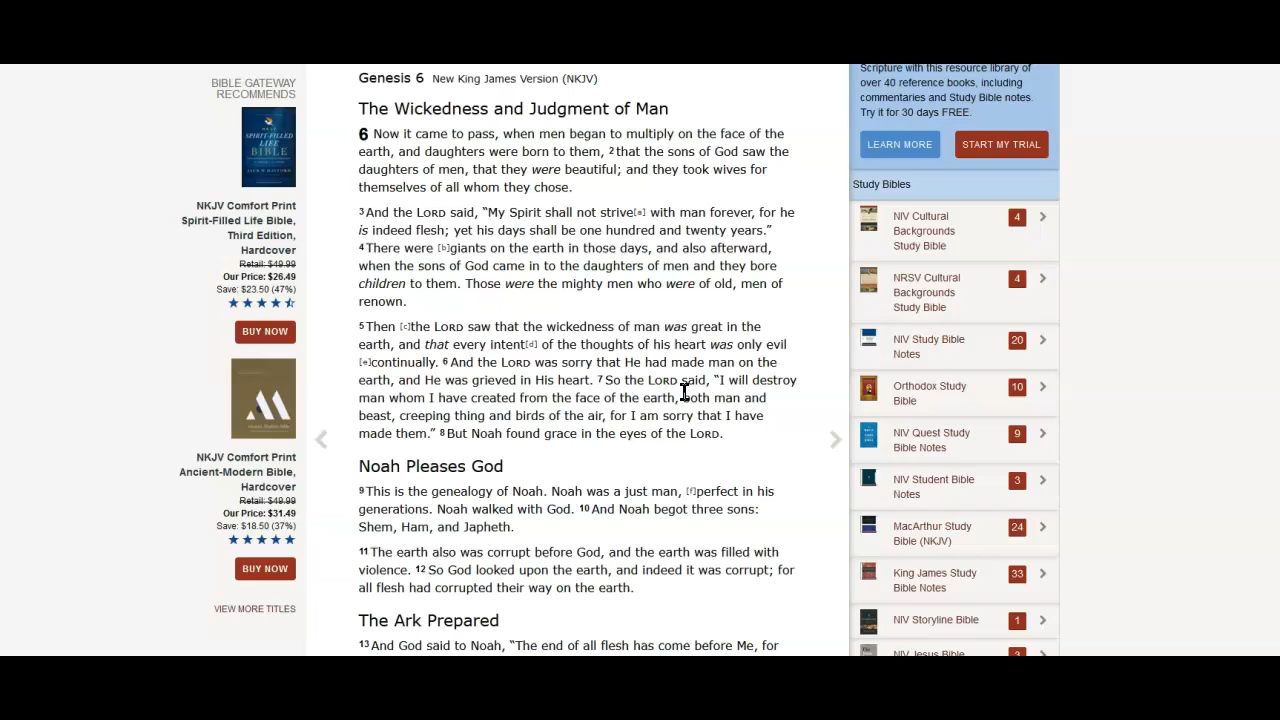 BIBLE GATEWAY
RECOMMENDS
SPIRIT-FILLED
LIFE
BIBLE
NKJV Comfort Print
Spirit-Filled Life Bible,
Third Edition,
Hardcover
Retail: $49.99
Our Price: $26.49
Save: $23.50 (47%)
BUY NOW
NKJV Comfort Print
Ancient-Modern Bible,
Hardcover
Retail: $49.99
Our Price: $31.49
Save: $18.50 (37%)
BUY NOW
VIEW MORE TITLES
Genesis 6 New King James Version (NKJV)
The Wickedness and Judgment of Man
6 Now it came to pass, when men began to multiply on the face of the
earth, and daughters were born to them, 2 that the sons of God saw the
daughters of men, that they were beautiful; and they took wives for
themselves of all whom they chose.
3 And the LORD said, “My Spirit shall not strive[a] with man forever, for he
is indeed flesh; yet his days shall be one hundred and twenty years.”
4 There were [b]giants on the earth in those days, and also afterward,
when the sons of God came in to the daughters of men and they bore
children to them. Those were the mighty men who were of old, men of
renown.
5 Then [c]the LORD saw that the wickedness of man was great in the
earth, and that every intent[d] of the thoughts of his heart was only evil
[e]continually. 6 And the LORD was sorry that He had made man on the
earth, and He was grieved in His heart. 7 So the LORD said, “I will destroy
man whom I have created from the face of the earth, both man and
beast, creeping thing and birds of the air, for I am sorry that I have
made them.” 8 But Noah found grace in the eyes of the LORD.
Noah Pleases God
9 This is the genealogy of Noah. Noah was a just man, [f]perfect in his
generations. Noah walked with God. 10 And Noah begot three sons:
Shem, Ham, and Japheth.
11 The earth also was corrupt before God, and the earth was filled with
violence. 12 So God looked upon the earth, and indeed it was corrupt; for
all flesh had corrupted their way on the earth.
The Ark Prepared
13 And God said to Noah, “The end of all flesh has come before Me, for
Scripture with this resource library of
over 40 reference books, including
commentaries and Study Bible notes.
Try it for 30 days FREE.
LEARN MORE
START MY TRIAL
Study Bibles
NIV Cultural
Backgrounds
Study Bible
4
NRSV Cultural
Backgrounds
Study Bible
4
NIV Study Bible
Notes
20
Orthodox Study
Bible
10
NIV Quest Study
Bible Notes
9
NIV Student Bible
Notes
3
MacArthur Study
Bible (NKJV)
24
King James Study
Bible Notes
33
NIV Storyline Bible
1
NIV Jesus Bible
3